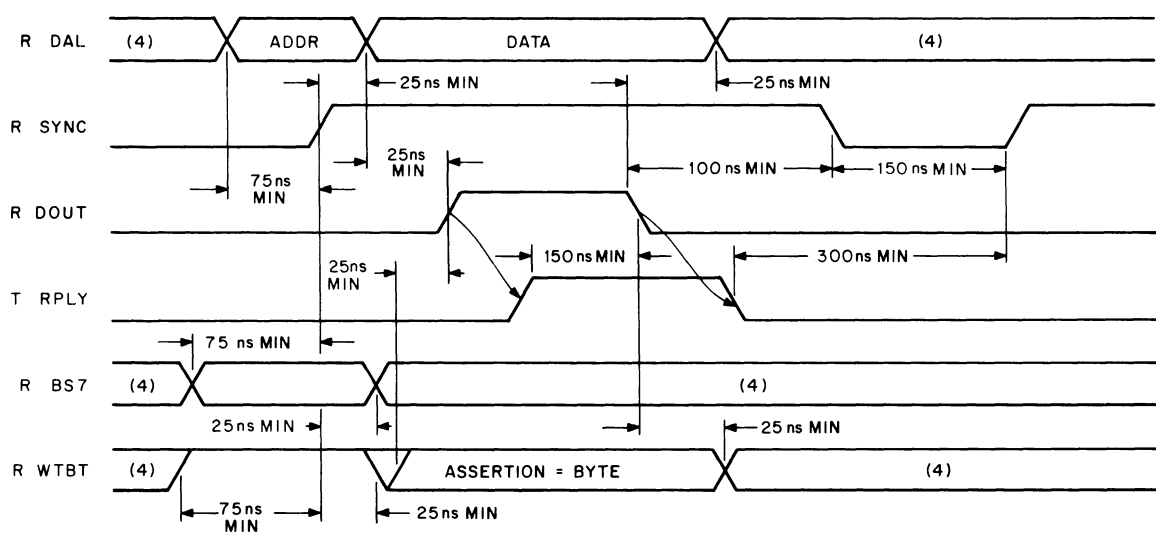 R DAL (4) ADDR DATA (4)
25ns MIN 25ns MIN
R SYNC
25ns
MIN
100ns MIN 150ns MIN
75ns
MIN
R DOUT
150ns MIN 300ns MIN
25ns
MIN
T RPLY
75 ns MIN
R BS7 (4) (4)
25ns MIN 25ns MIN
R WTBT (4) ASSERTION = BYTE (4)
75ns
MIN
25ns MIN